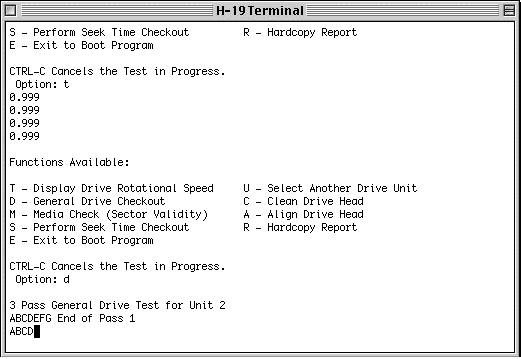 H-19 Terminal
S - Perform Seek Time Checkout R - Hardcopy Report
E - Exit to Boot Program
CTRL-C Cancels the Test in Progress.
Option: t
0.999
0.999
0.999
0.999
Functions Available:
T - Display Drive Rotational Speed U - Select Another Drive Unit
D - General Drive Checkout C - Clean Drive Head
M - Media Check (Sector Validity) A - Align Drive Head
S - Perform Seek Time Checkout R - Hardcopy Report
E - Exit to Boot Program
CTRL-C Cancels the Test in Progress.
Option: d
3 Pass General Drive Test for Unit 2
ABCDEFG End of Pass 1
ABCD